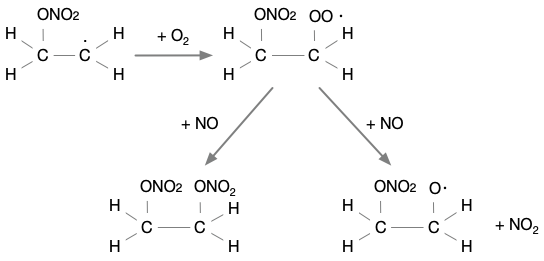 ONO2 ONO2 OO ·
H · H + O2 H H
C C C C
H H H H
+ NO + NO
ONO2 ONO2 ONO2 O·
H H H H
C C C C + NO2
H H H H